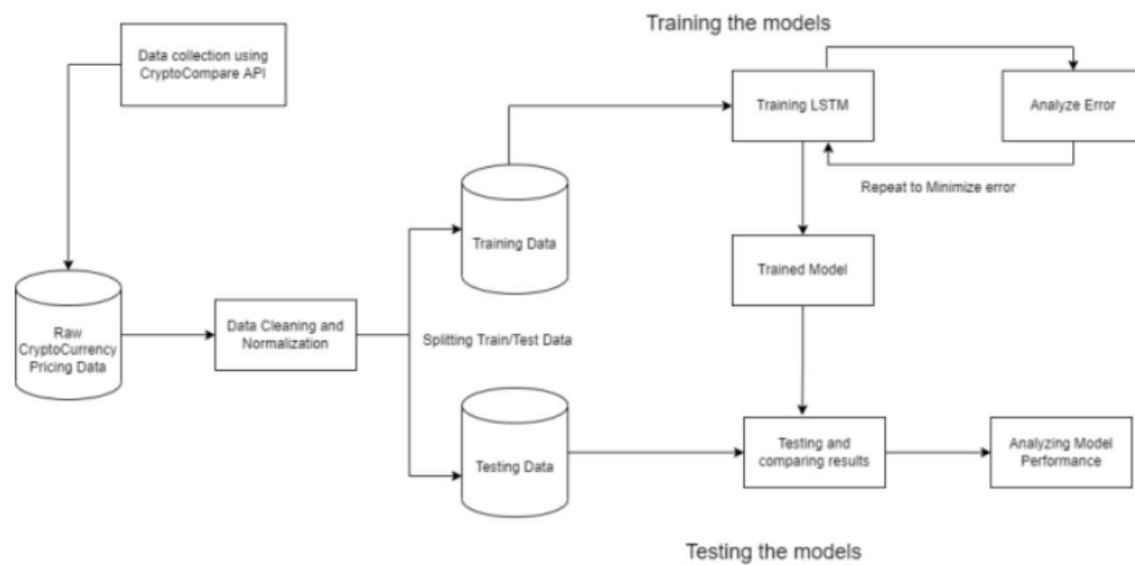 Training the models
Data collection using
CryptoCompare API
Training LSTM
Analyze Error
Repeat to Minimize error
Training Data
Trained Model
Raw
CryptoCurrency
Pricing Data
Data Cleaning and
Normalization
Splitting Train/Test Data
Testing Data
Testing and
comparing results
Analyzing Model
Performance
Testing the models